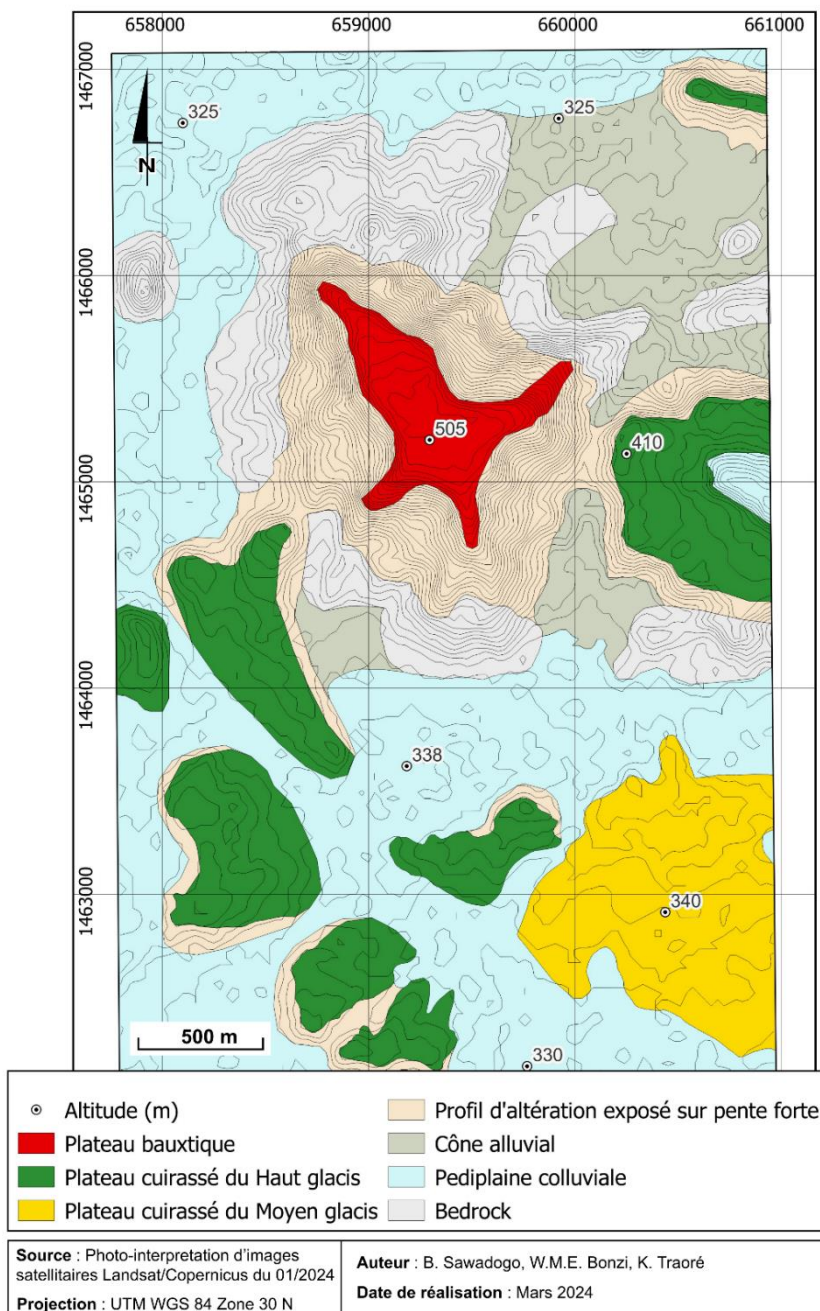 658000
659000
660000
661000
1467000
325
325
N
1466000
505
410
1465000
1464000
338
1463000
340
500 m
330
Altitude (m)
Plateau bauxtique
Plateau cuirassé du Haut glacis
Plateau cuirassé du Moyen glacis
Profil d'altération exposé sur pente forte
Cône alluvial
Pediplaine colluviale
Bedrock
Source : Photo-interpretation d'images
satellitaires Landsat/Copernicus du 01/2024
Projection : UTM WGS 84 Zone 30 N
Auteur : B. Sawadogo, W.M.E. Bonzi, K. Traoré
Date de réalisation : Mars 2024